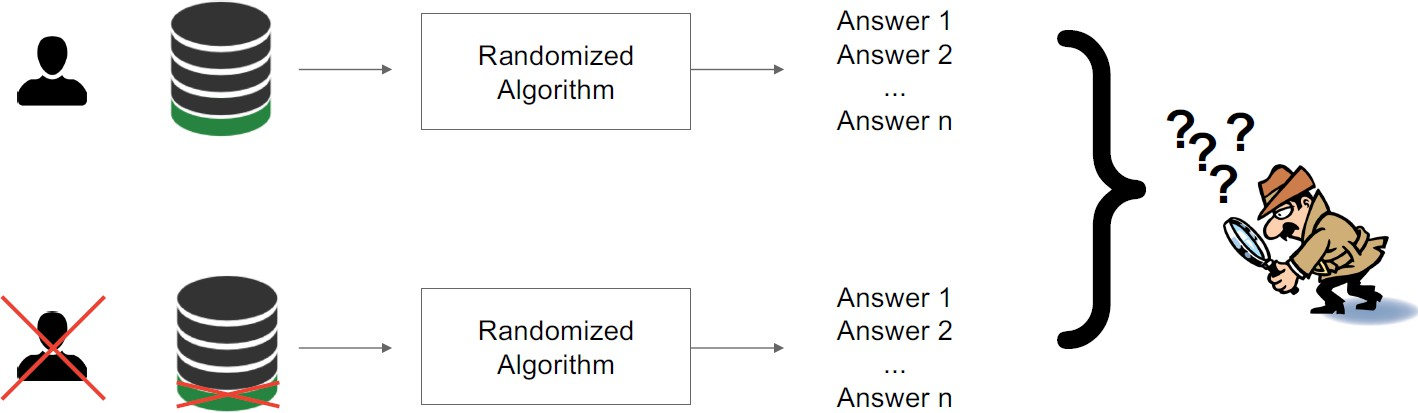 Randomized
Algorithm
Answer 1
Answer 2
...
Answer n
? ? ? ?
Randomized
Algorithm
Answer 1
Answer 2
...
Answer n